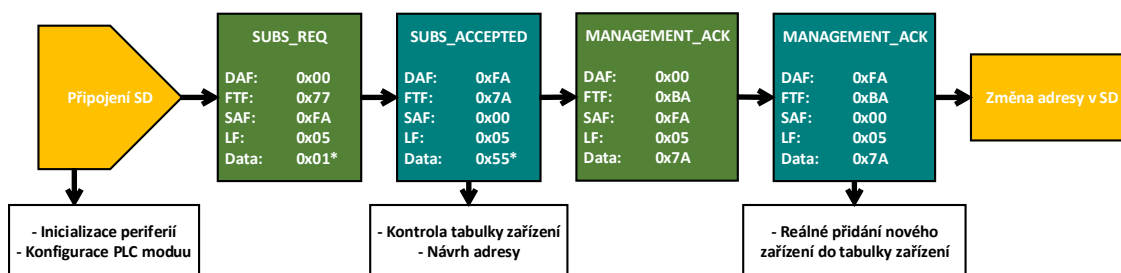 Připojení SD
SUBS_REQ
DAF: 0x00
FTF: 0x77
SAF: 0xFA
LF: 0x05
Data: 0x01*
SUBS_ACCEPTED
DAF: 0xFA
FTF: 0x7A
SAF: 0x00
LF: 0x05
Data: 0x55*
MANAGEMENT_ACK
DAF: 0x00
FTF: 0xBA
SAF: 0xFA
LF: 0x05
Data: 0x7A
MANAGEMENT_ACK
DAF: 0xFA
FTF: 0xBA
SAF: 0x00
LF: 0x05
Data: 0x7A
Změna adresy v SD
- Inicializace periferií
- Konfigurace PLC moduu
- Kontrola tabulky zařízení
- Návrh adresy
- Reálné přidání nového
zařízení do tabulky zařízení